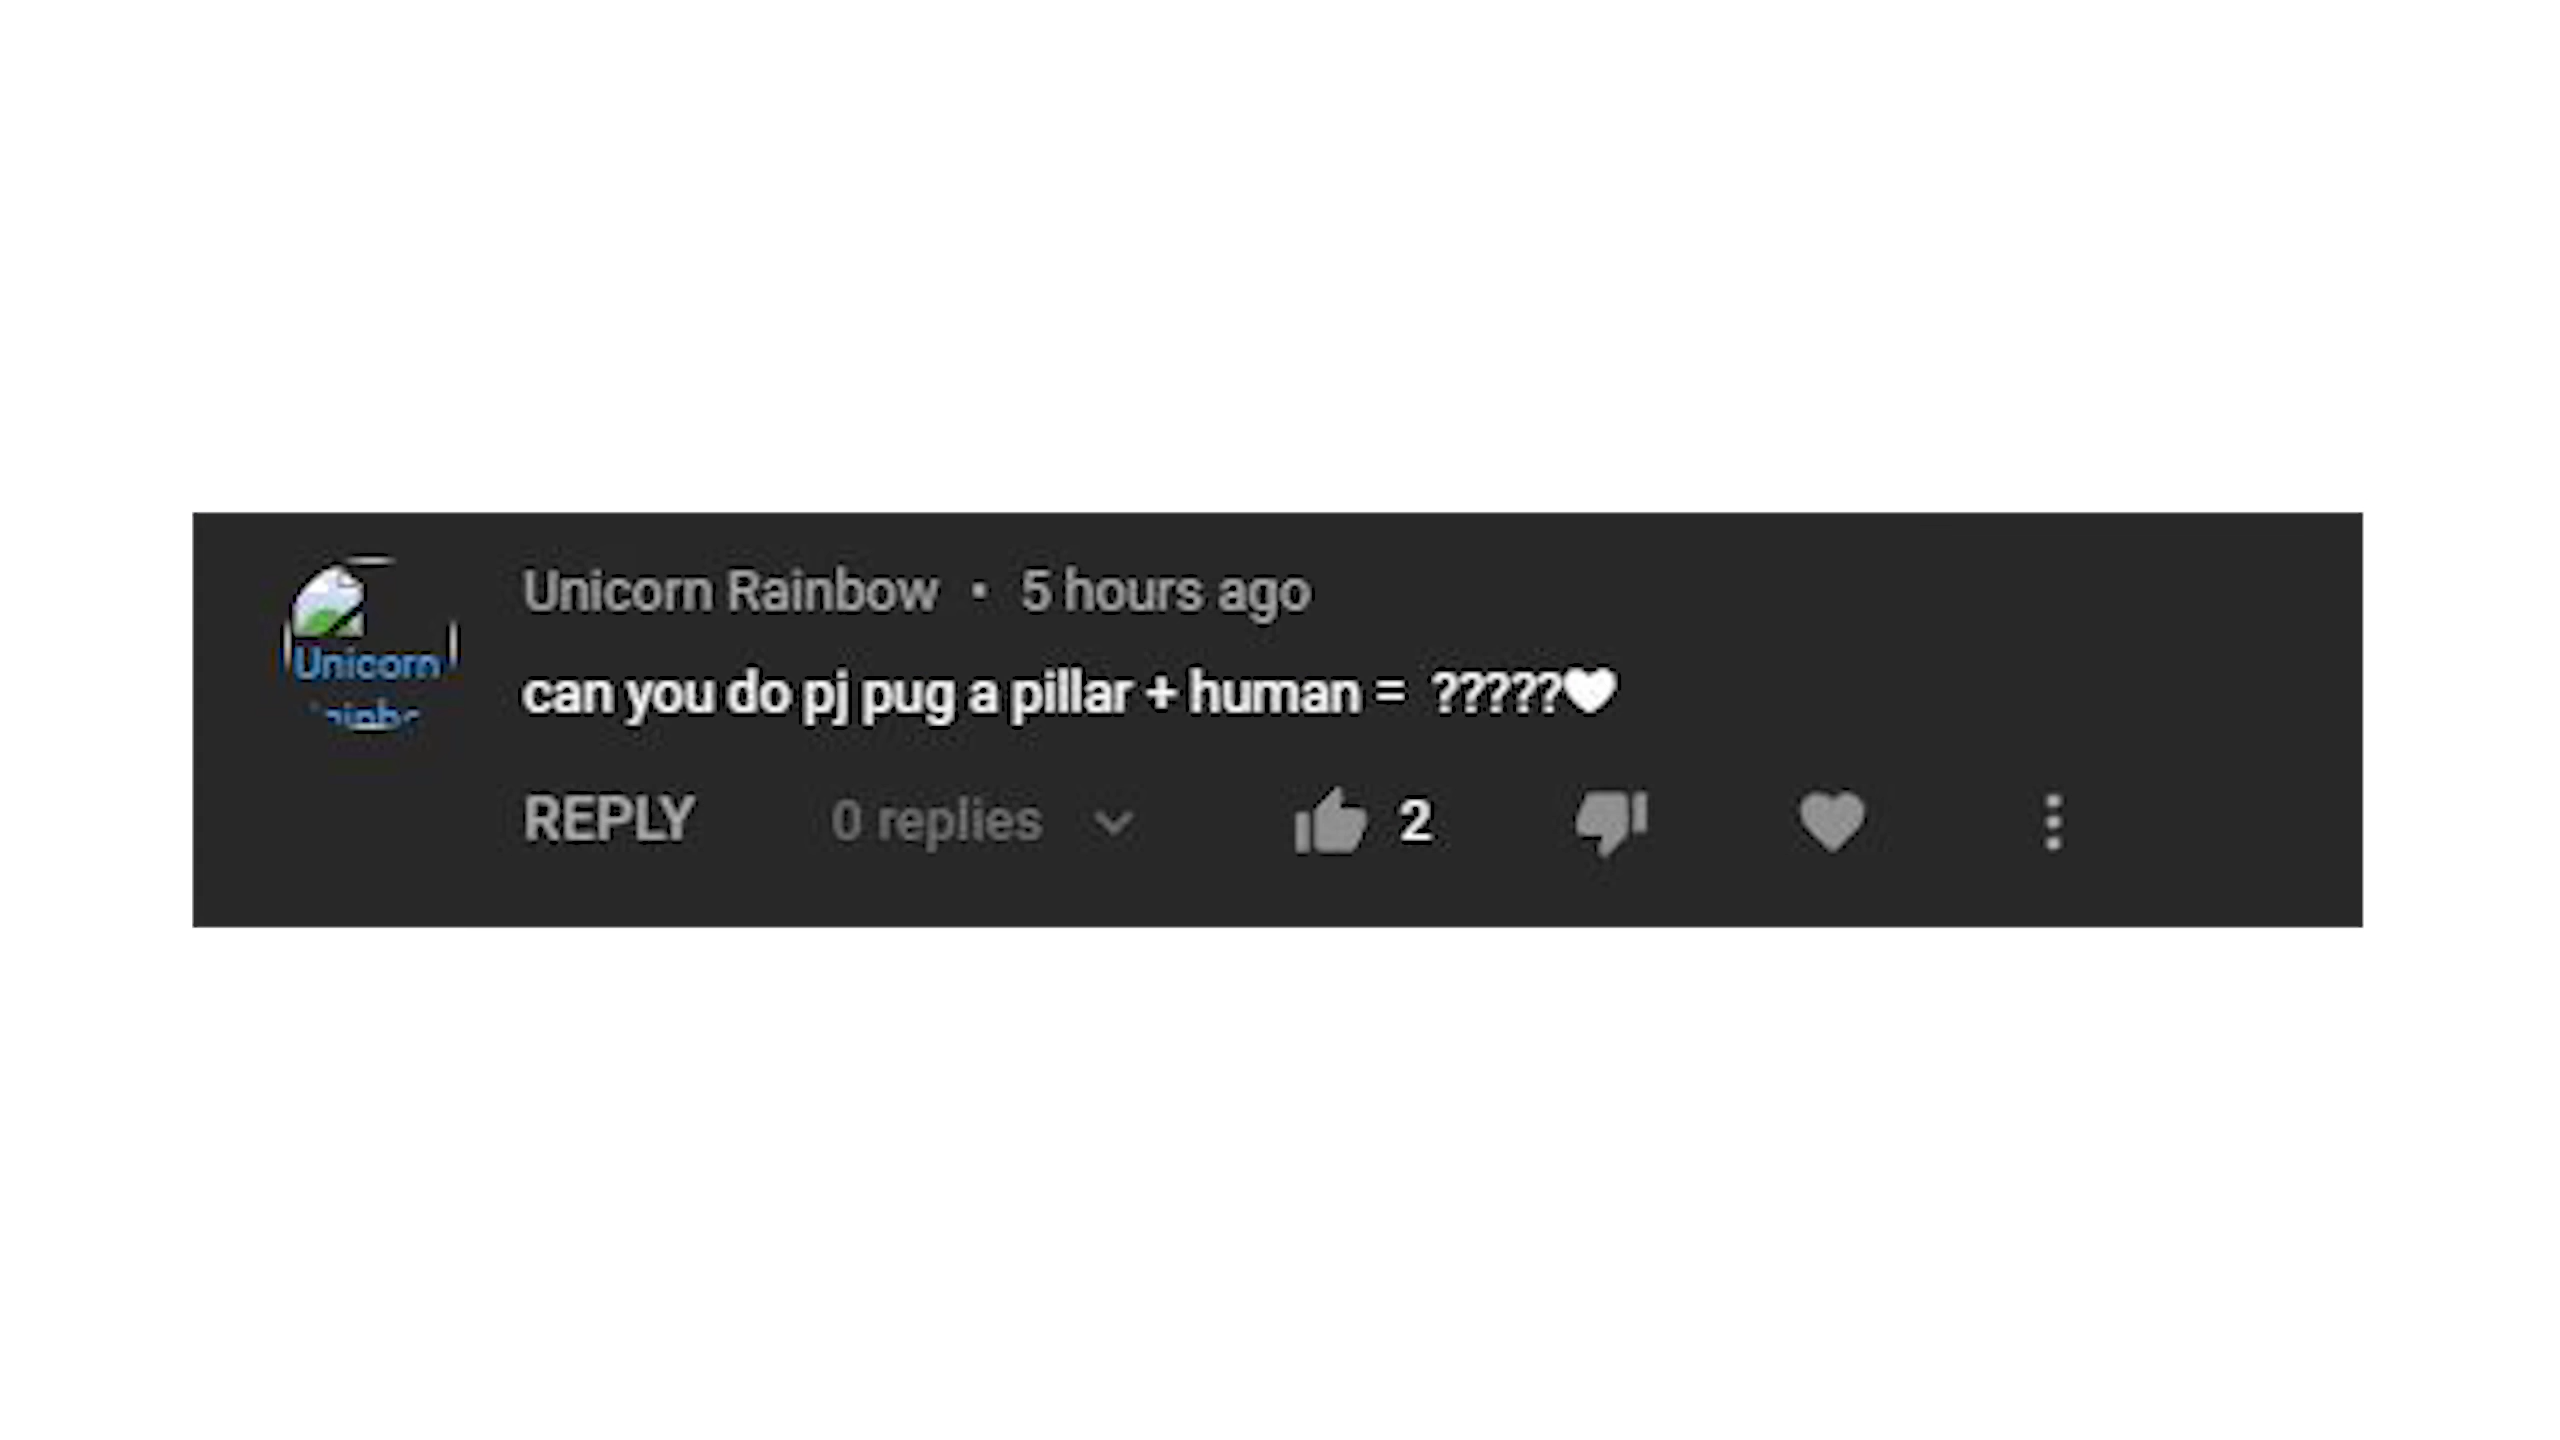 Unicorn Rainbow • 5 hours ago
Unicorn
can you do pj pug a pillar + human = ?????🤍
REPLY 0 replies 2